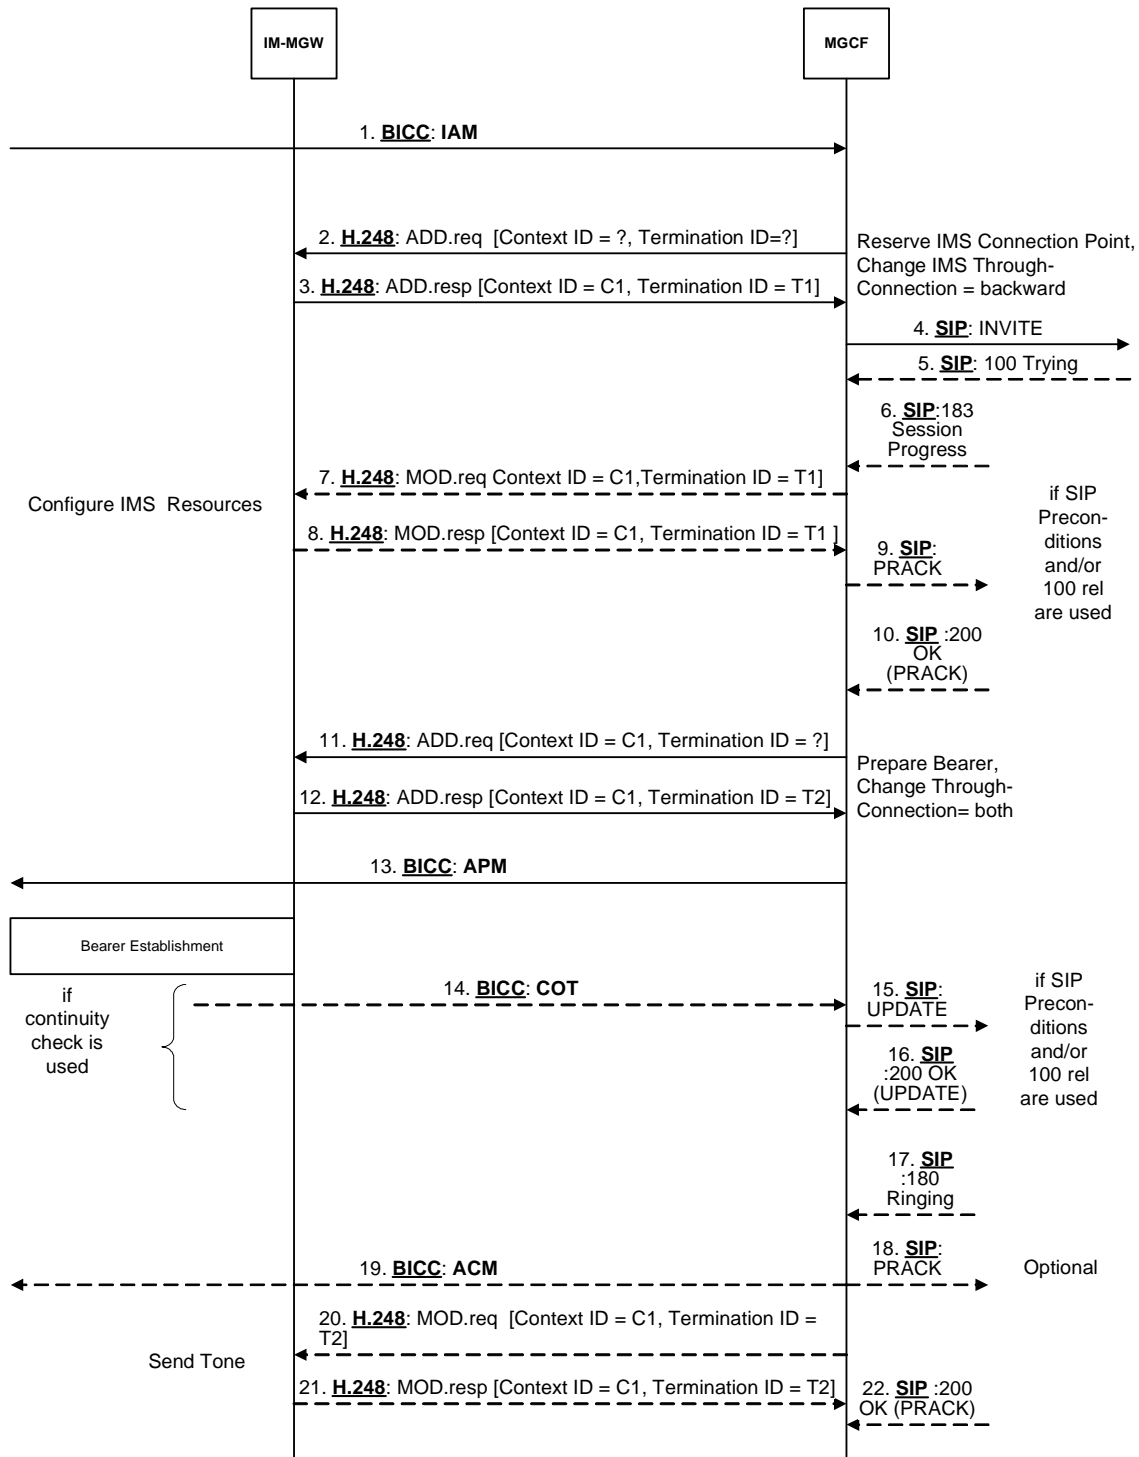 IM-MGW
MGCF
1. BICC: IAM
2. H.248: ADD.req [Context ID = ?, Termination ID=?]
Reserve IMS Connection Point,
Change IMS Through-
Connection = backward
3. H.248: ADD.resp [Context ID = C1, Termination ID = T1]
4. SIP: INVITE
5. SIP: 100 Trying
6. SIP:183
Session
Progress
7. H.248: MOD.req Context ID = C1,Termination ID = T1]
Configure IMS Resources
8. H.248: MOD.resp [Context ID = C1, Termination ID = T1 ]
if SIP
Precon-
ditions
and/or
100 rel
are used
9. SIP:
PRACK
10. SIP :200
OK
(PRACK)
11. H.248: ADD.req [Context ID = C1, Termination ID = ?]
Prepare Bearer,
Change Through-
Connection= both
12. H.248: ADD.resp [Context ID = C1, Termination ID = T2]
13. BICC: APM
Bearer Establishment
if
continuity
check is
used
14. BICC: COT
15. SIP:
UPDATE
if SIP
Precon-
ditions
and/or
100 rel
are used
16. SIP
:200 OK
(UPDATE)
17. SIP
:180
Ringing
18. SIP:
PRACK
Optional
19. BICC: ACM
20. H.248: MOD.req [Context ID = C1, Termination ID =
T2]
Send Tone
21. H.248: MOD.resp [Context ID = C1, Termination ID = T2]
22. SIP :200
OK (PRACK)